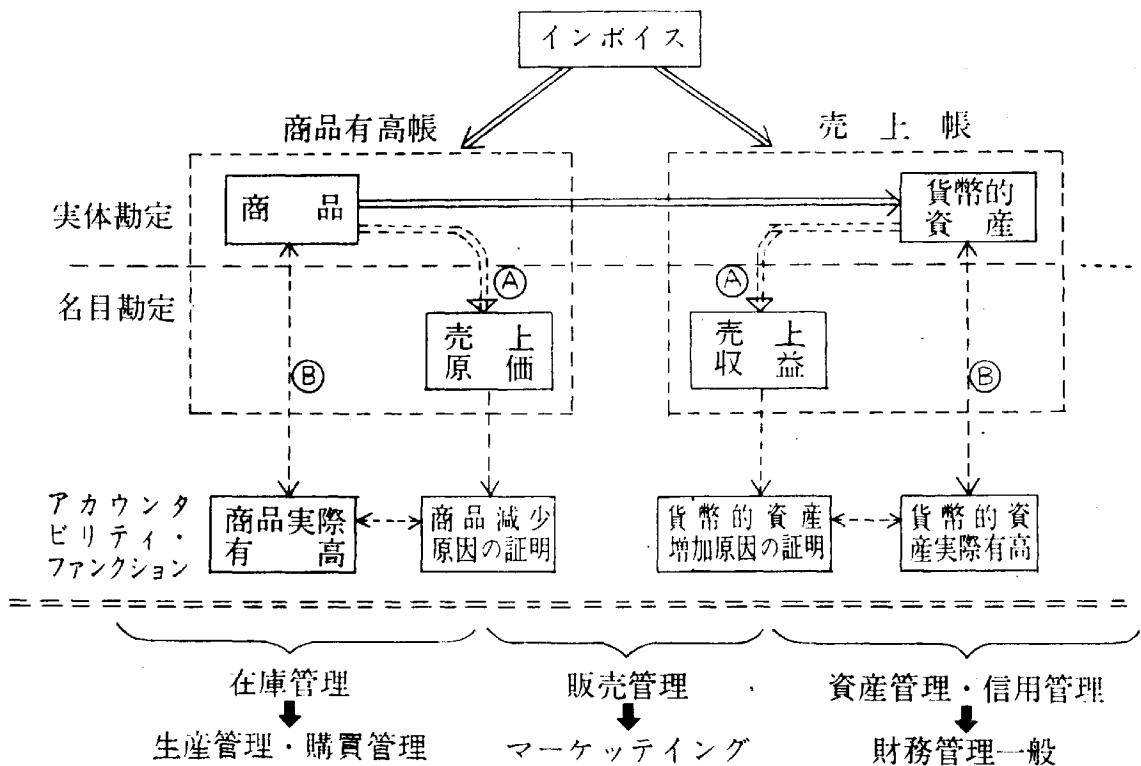 インボイス
商品有高帳
売上帳
実体勘定
商品
貨幣的
資産
名目勘定
Ⓐ
Ⓐ
売上
原価
売上
収益
Ⓑ
Ⓑ
アカウンタ
ビリティ・
ファンクション
商品実際
有高
商品減少
原因の証明
貨幣的資産
増加原因の証明
貨幣的資
産実際有高
在庫管理
販売管理
資産管理・信用管理
生産管理・購買管理
マーケッテイング
財務管理一般